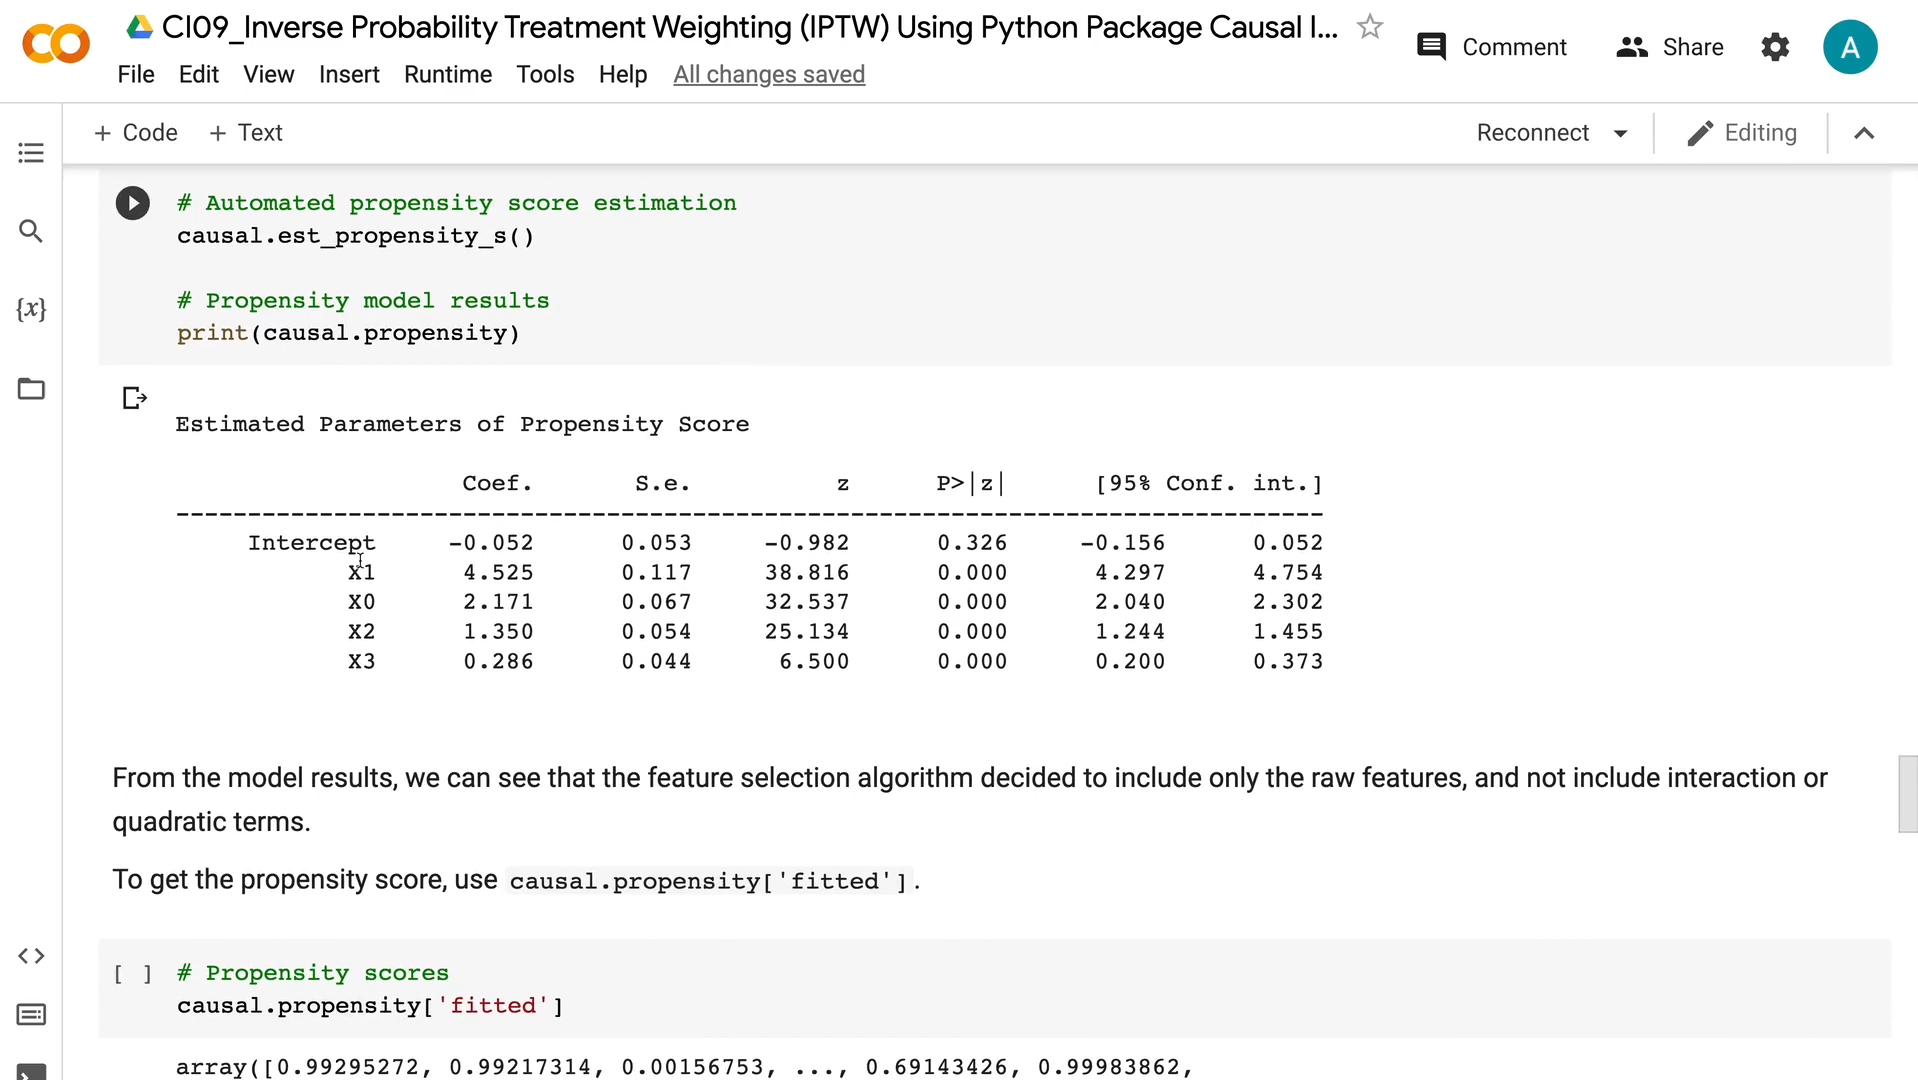 CI09_Inverse Probability Treatment Weighting (IPTW) Using Python Package Causal I...
Comment
Share
A
File Edit View Insert Runtime Tools Help All changes saved
+ Code + Text
Reconnect
Editing
{x}
# Automated propensity score estimation
causal.est_propensity_s()
# Propensity model results
print(causal.propensity)
Estimated Parameters of Propensity Score
Coef. S.e. z P>|z| [95% Conf. int.]
--------------------------------------------------------------------------------
Intercept -0.052 0.053 -0.982 0.326 -0.156 0.052
X1 4.525 0.117 38.816 0.000 4.297 4.754
X0 2.171 0.067 32.537 0.000 2.040 2.302
X2 1.350 0.054 25.134 0.000 1.244 1.455
X3 0.286 0.044 6.500 0.000 0.200 0.373
From the model results, we can see that the feature selection algorithm decided to include only the raw features, and not include interaction or
quadratic terms.
To get the propensity score, use causal.propensity['fitted'].
[ ] # Propensity scores
causal.propensity['fitted']
array([0.99295272, 0.99217314, 0.00156753, ..., 0.69143426, 0.99983862,